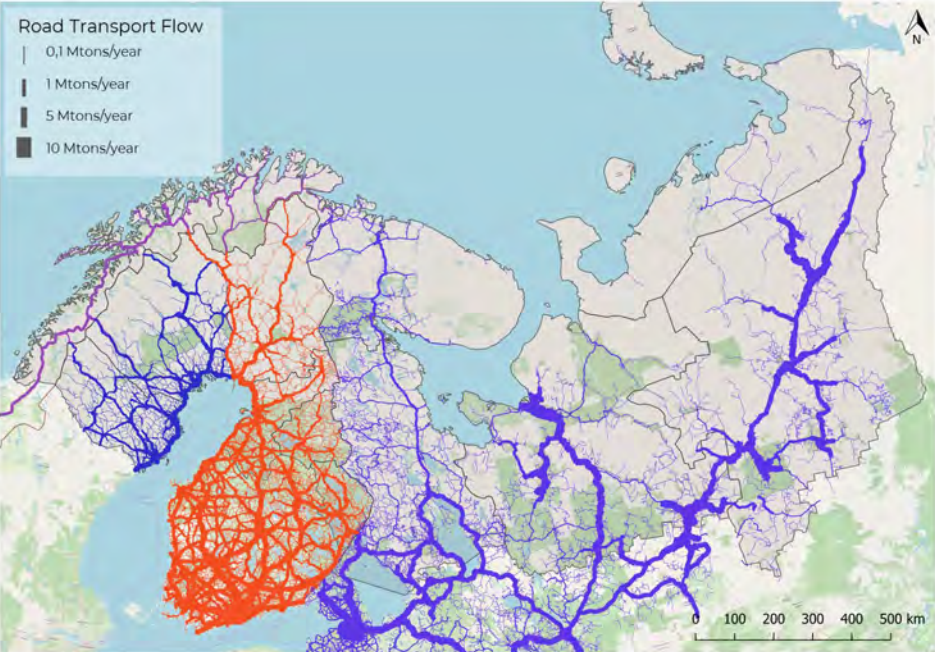 Road Transport Flow
0,1 Mtons/year
1 Mtons/year
5 Mtons/year
10 Mtons/year
N
0 100 200 300 400 500 km